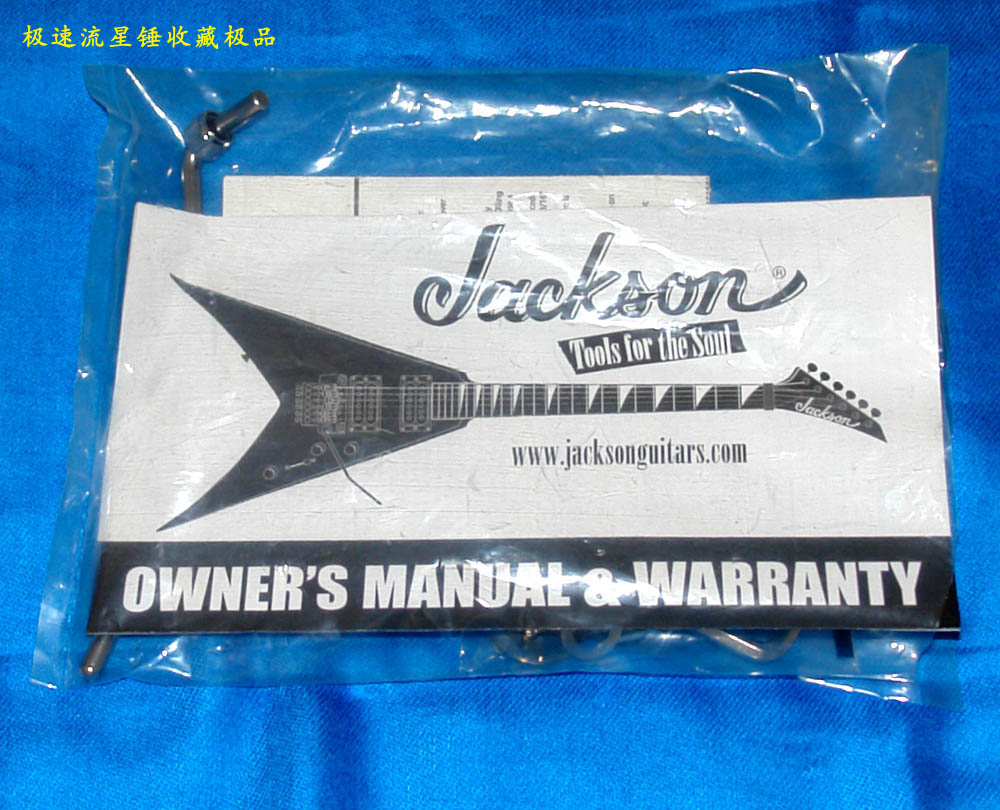 极速流星锤收藏极品
Jackson®
Tools for the Soul
Jackson
www.jacksonguitars.com
OWNER'S MANUAL & WARRANTY